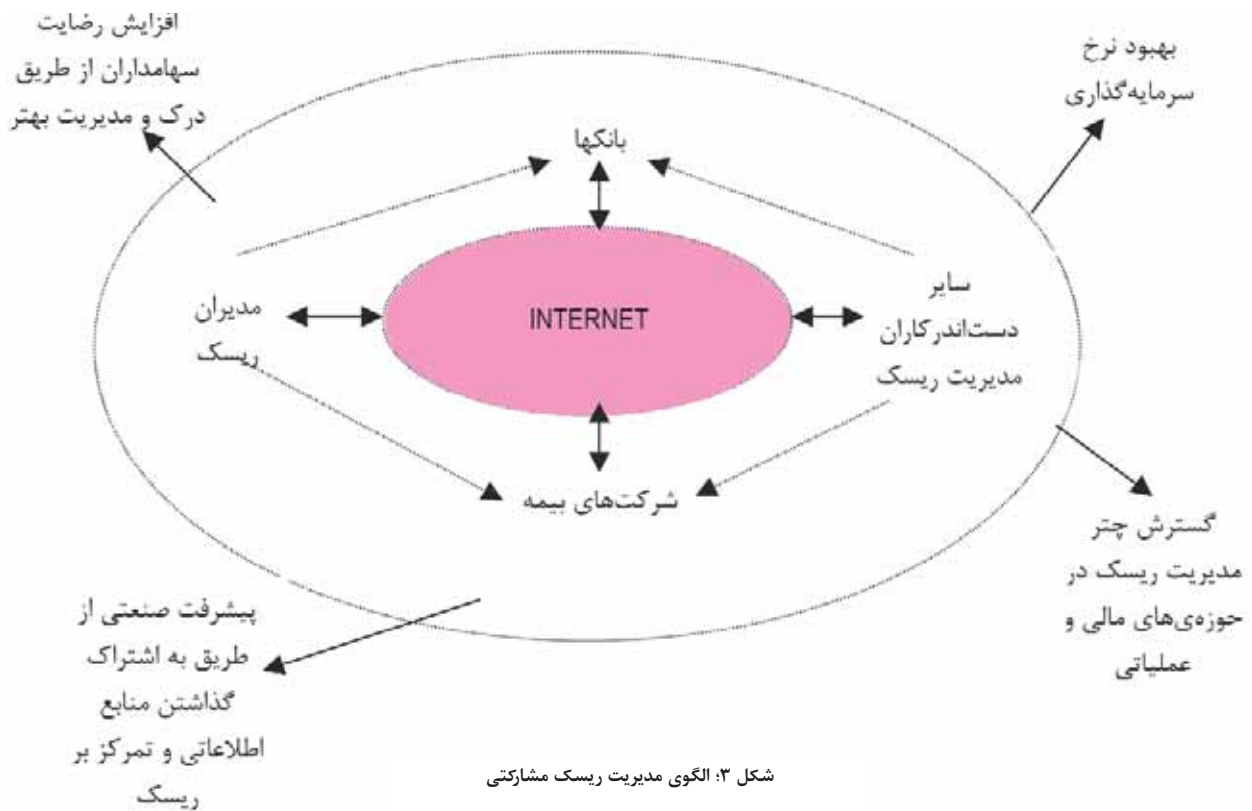 افزایش رضایت
سهامداران از طریق
درک و مدیریت بهتر
بهبود نرخ
سرمایه‌گذاری
بانکها
مدیران
ریسک
INTERNET
سایر
دست‌اندرکاران
مدیریت ریسک
شرکت‌های بیمه
گسترش چتر
مدیریت ریسک در
حوزه‌ی‌های مالی و
عملیاتی
پیشرفت صنعتی از
طریق به اشتراک
گذاشتن منابع
اطلاعاتی و تمرکز بر
ریسک
شکل ۳؛ الگوی مدیریت ریسک مشارکتی